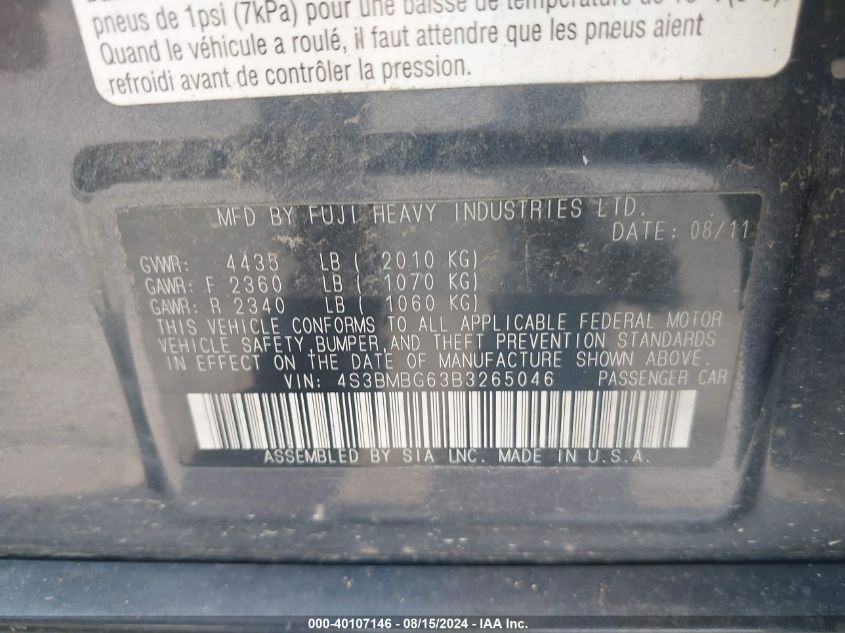 pneus de 1psi (7kPa) pour une baisse de température de
Quand le véhicule a roulé, il faut attendre que les pneus aient
refroidi avant de contrôler la pression.
MFD BY FUJI HEAVY INDUSTRIES LTD.
DATE: 08/11
GVWR: 4435 LB ( 2010 KG)
GAWR: F 2360 LB ( 1070 KG)
GAWR: R 2340 LB ( 1060 KG)
THIS VEHICLE CONFORMS TO ALL APPLICABLE FEDERAL MOTOR
VEHICLE SAFETY,BUMPER,AND THEFT PREVENTION STANDARDS
IN EFFECT ON THE DATE OF MANUFACTURE SHOWN ABOVE.
VIN: 4S3BMBG63B3265046 PASSENGER CAR
ASSEMBLED BY SIA INC. MADE IN U.S.A.
000-40107146 - 08/15/2024 - IAA Inc.